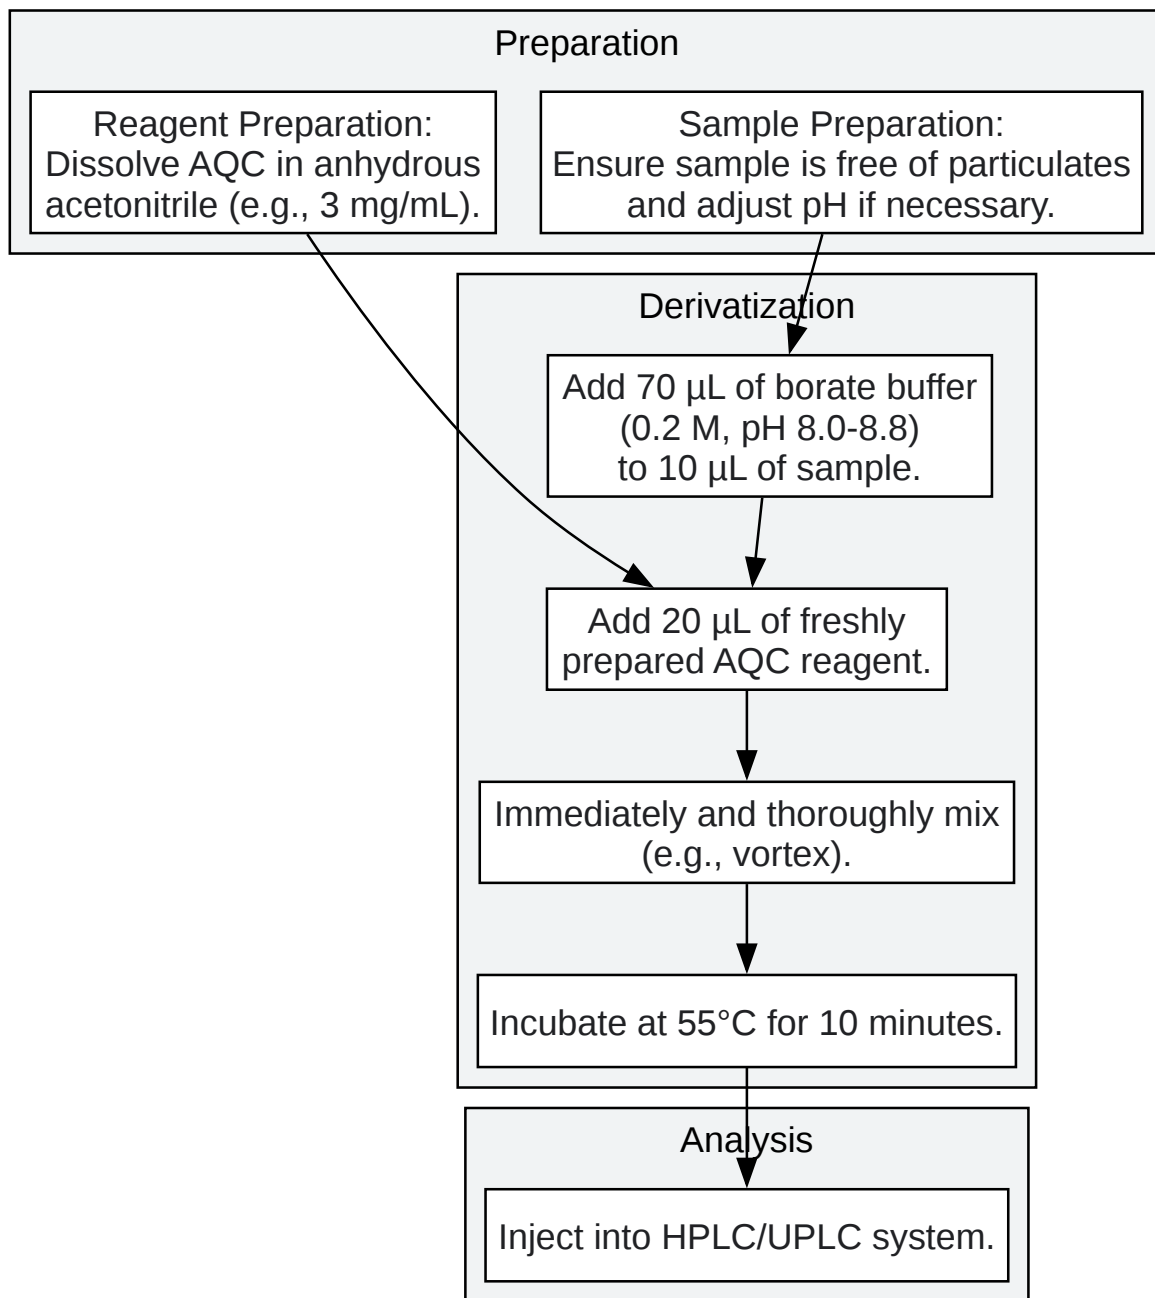 Preparation
Reagent Preparation:
Dissolve AQC in anhydrous
acetonitrile (e.g., 3 mg/mL).
Sample Preparation:
Ensure sample is free of particulates
and adjust pH if necessary.
Derivatization
Add 70 µL of borate buffer
(0.2 M, pH 8.0-8.8)
to 10 µL of sample.
Add 20 µL of freshly
prepared AQC reagent.
Immediately and thoroughly mix
(e.g., vortex).
Incubate at 55°C for 10 minutes.
Analysis
Inject into HPLC/UPLC system.